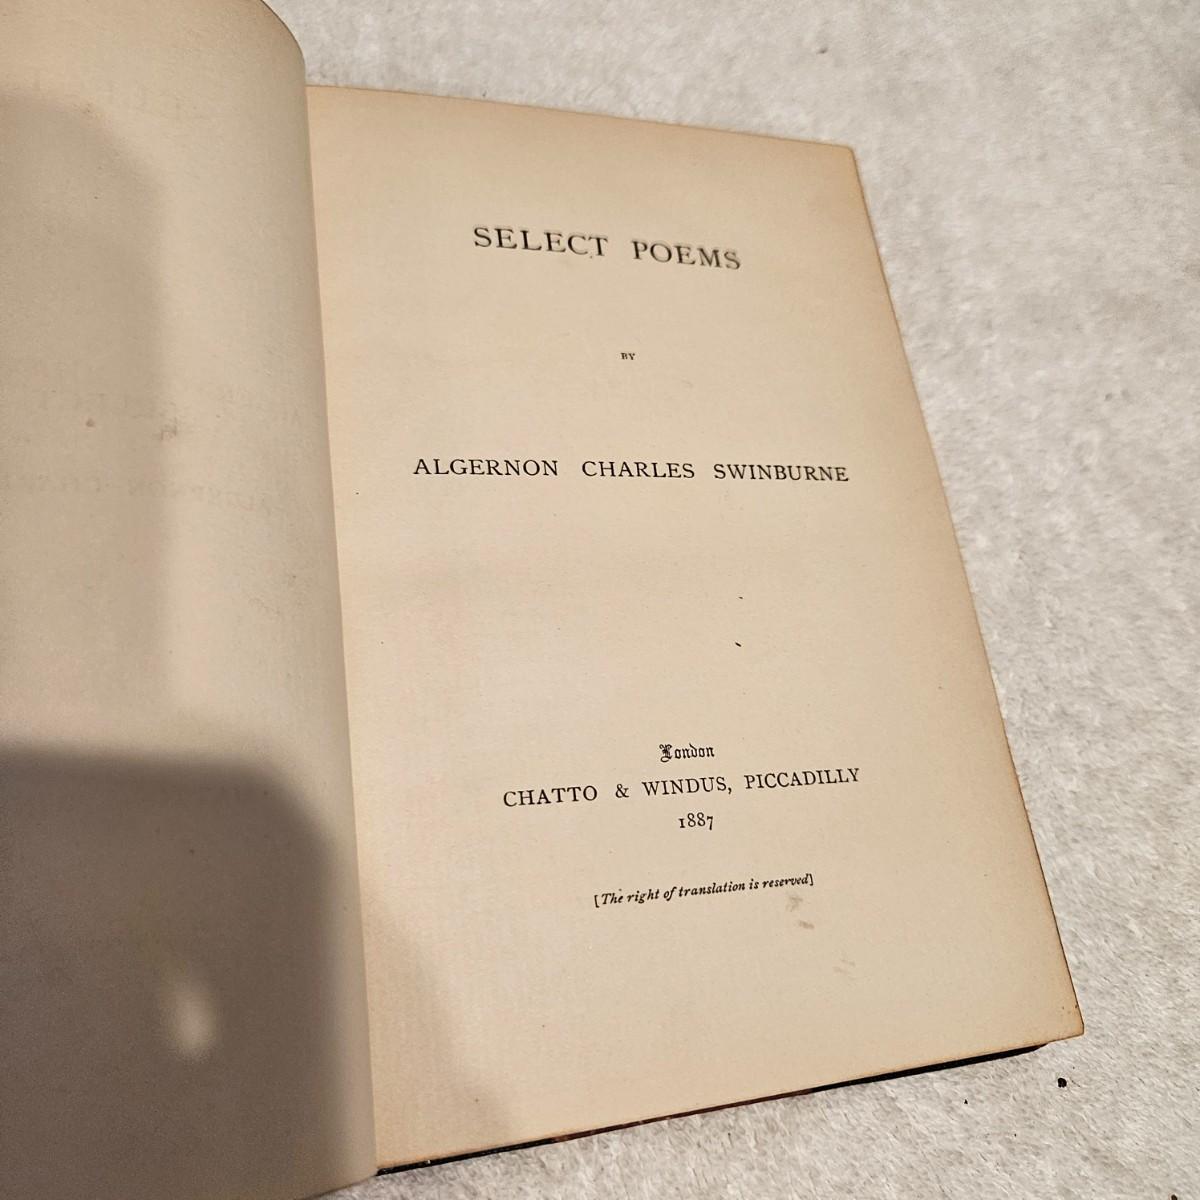 SELECT POEMS
BY
ALGERNON CHARLES SWINBURNE
London
CHATTO & WINDUS, PICCADILLY
1887
[The right of translation is reserved]